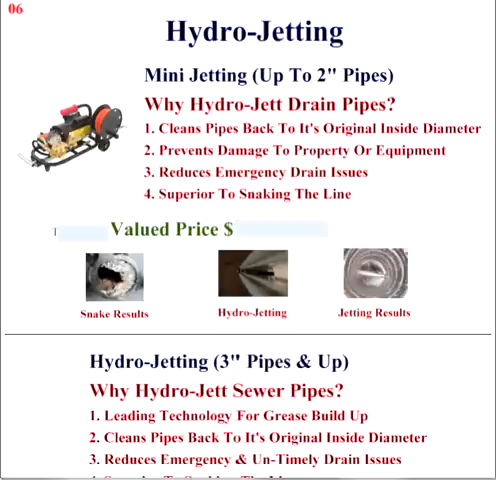 06
Hydro-Jetting
Mini Jetting (Up To 2" Pipes)
Why Hydro-Jett Drain Pipes?
1. Cleans Pipes Back To It's Original Inside Diameter
2. Prevents Damage To Property Or Equipment
3. Reduces Emergency Drain Issues
4. Superior To Snaking The Line
Valued Price $
Snake Results
Hydro-Jetting
Jetting Results
Hydro-Jetting (3" Pipes & Up)
Why Hydro-Jett Sewer Pipes?
1. Leading Technology For Grease Build Up
2. Cleans Pipes Back To It's Original Inside Diameter
3. Reduces Emergency & Un-Timely Drain Issues